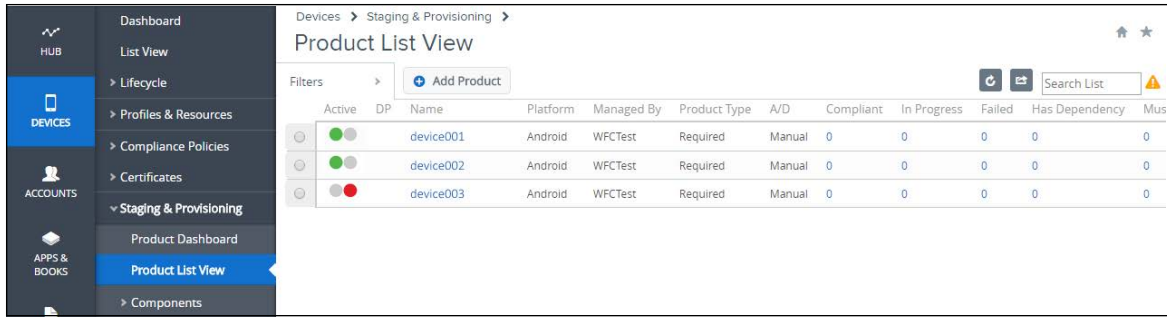 HUB
DEVICES
ACCOUNTS
APPS &
BOOKS
Dashboard
List View
> Lifecycle
> Profiles & Resources
> Compliance Policies
> Certificates
Staging & Provisioning
Product Dashboard
Product List View
> Components
Devices > Staging & Provisioning >
Product List View
Filters > Add Product Search List
Active DP Name Platform Managed By Product Type A/D Compliant In Progress Failed Has Dependency Mus
device001 Android WFCTest Required Manual 0 0 0 0 0
device002 Android WFCTest Required Manual 0 0 0 0 0
device003 Android WFCTest Required Manual 0 0 0 0 0